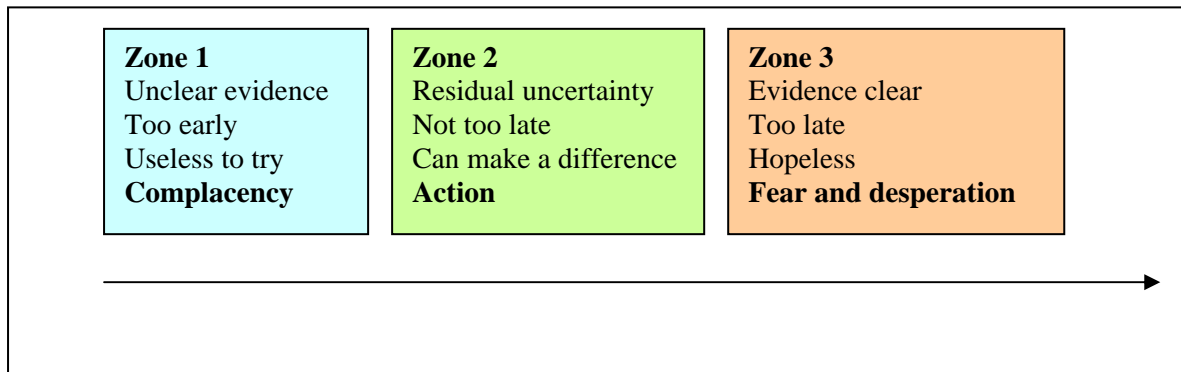 Zone 1
Unclear evidence
Too early
Useless to try
Complacency
Zone 2
Residual uncertainty
Not too late
Can make a difference
Action
Zone 3
Evidence clear
Too late
Hopeless
Fear and desperation